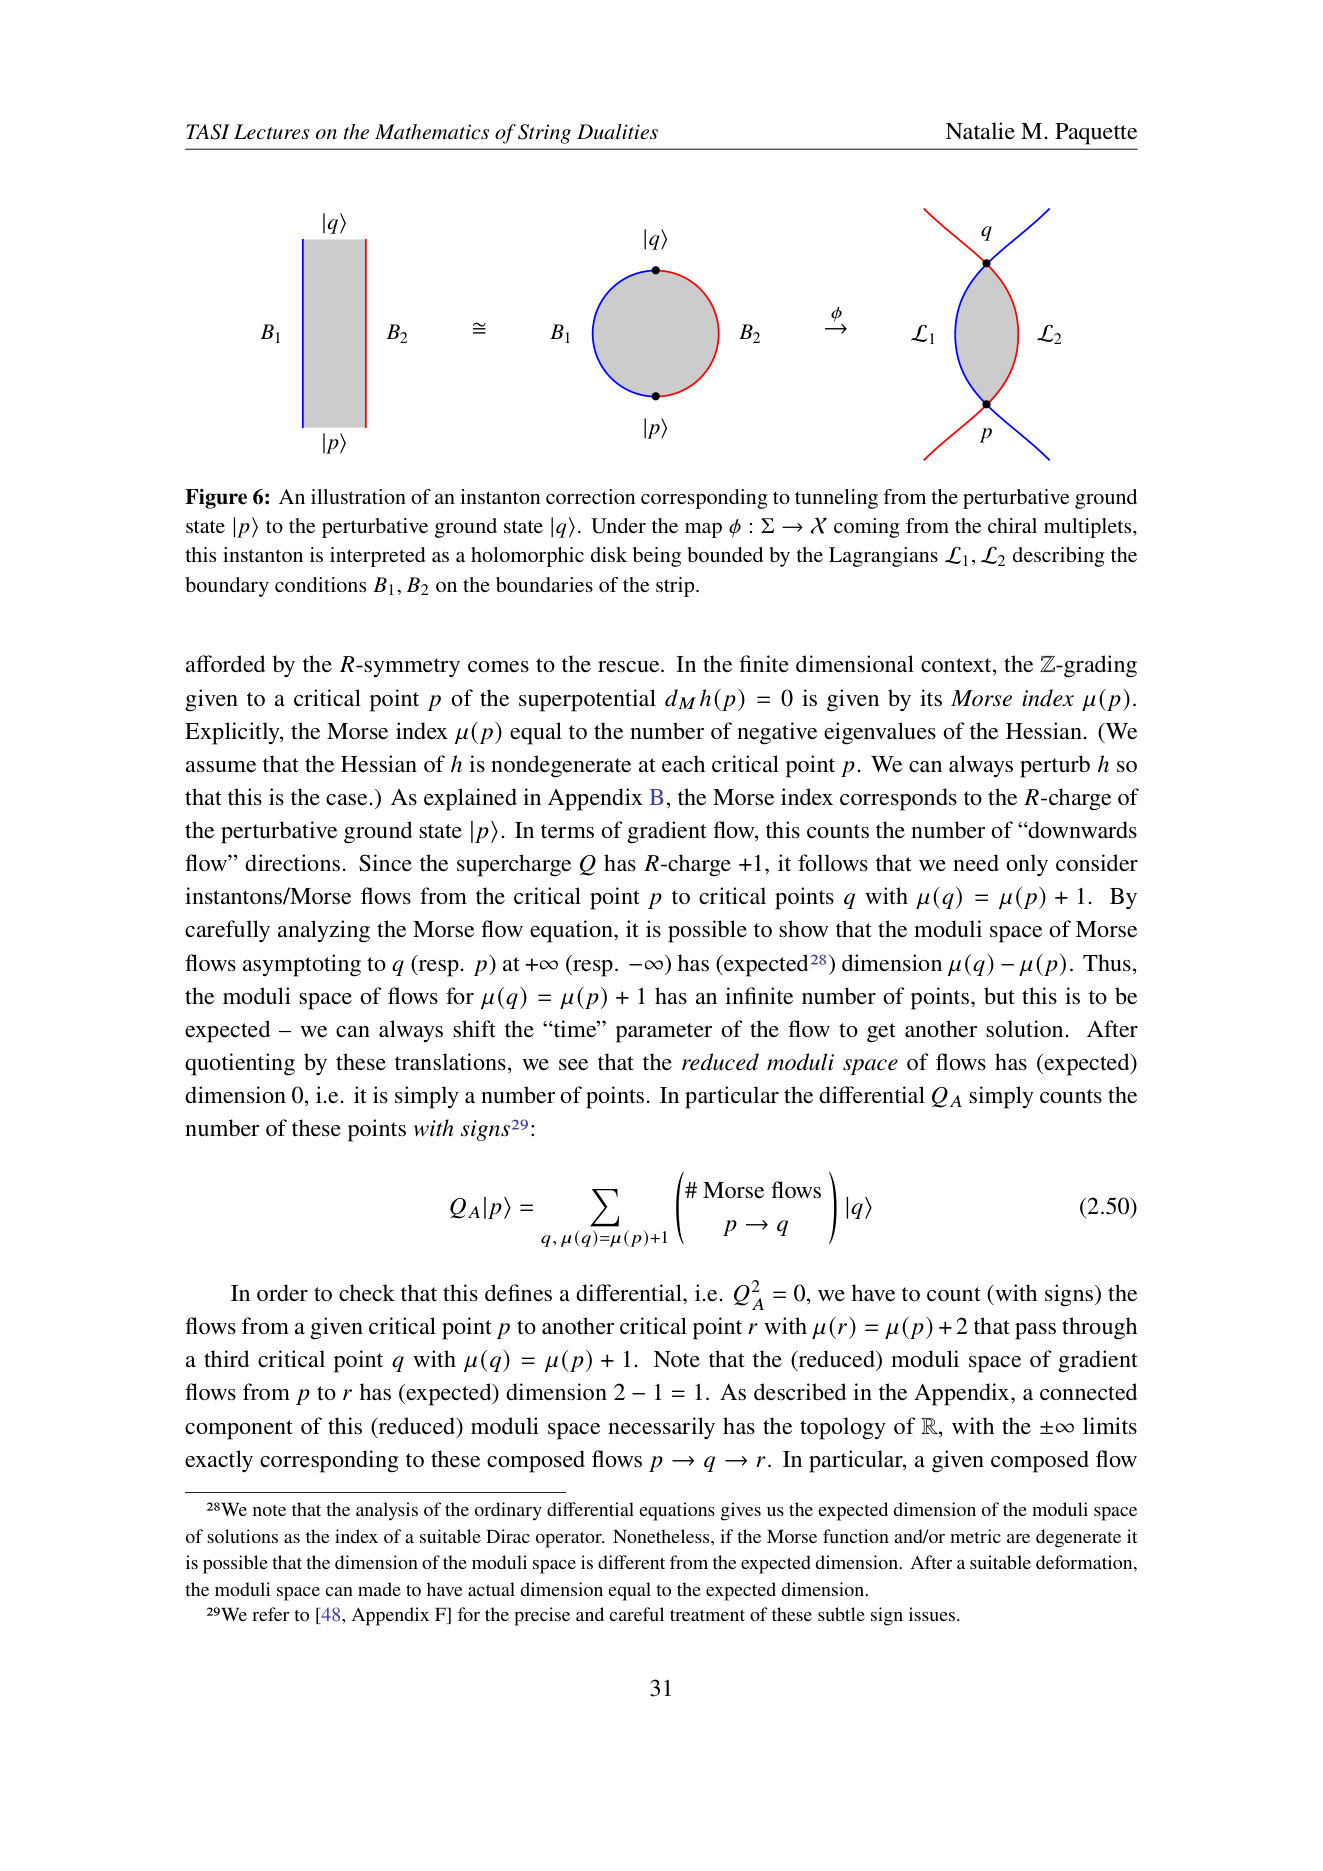 TASI Lectures on the Mathematics of String Dualities Natalie M. Paquette
|q⟩ |q⟩ q
B₁ B₂ ≅ B₁ B₂ ϕ → ℒ₁ ℒ₂
|p⟩ |p⟩ p
Figure 6: An illustration of an instanton correction corresponding to tunneling from the perturbative ground
state |p⟩ to the perturbative ground state |q⟩. Under the map ϕ : Σ → 𝒳 coming from the chiral multiplets,
this instanton is interpreted as a holomorphic disk being bounded by the Lagrangians ℒ₁, ℒ₂ describing the
boundary conditions B₁, B₂ on the boundaries of the strip.
afforded by the R-symmetry comes to the rescue. In the finite dimensional context, the ℤ-grading
given to a critical point p of the superpotential d_M h(p) = 0 is given by its Morse index μ(p).
Explicitly, the Morse index μ(p) equal to the number of negative eigenvalues of the Hessian. (We
assume that the Hessian of h is nondegenerate at each critical point p. We can always perturb h so
that this is the case.) As explained in Appendix B, the Morse index corresponds to the R-charge of
the perturbative ground state |p⟩. In terms of gradient flow, this counts the number of “downwards
flow” directions. Since the supercharge Q has R-charge +1, it follows that we need only consider
instantons/Morse flows from the critical point p to critical points q with μ(q) = μ(p) + 1. By
carefully analyzing the Morse flow equation, it is possible to show that the moduli space of Morse
flows asymptoting to q (resp. p) at +∞ (resp. −∞) has (expected²⁸) dimension μ(q) − μ(p). Thus,
the moduli space of flows for μ(q) = μ(p) + 1 has an infinite number of points, but this is to be
expected – we can always shift the “time” parameter of the flow to get another solution. After
quotienting by these translations, we see that the reduced moduli space of flows has (expected)
dimension 0, i.e. it is simply a number of points. In particular the differential Q_A simply counts the
number of these points with signs²⁹:
Q_A|p⟩ = ∑_{q, μ(q)=μ(p)+1} (# Morse flows p → q) |q⟩ (2.50)
In order to check that this defines a differential, i.e. Q_A² = 0, we have to count (with signs) the
flows from a given critical point p to another critical point r with μ(r) = μ(p) + 2 that pass through
a third critical point q with μ(q) = μ(p) + 1. Note that the (reduced) moduli space of gradient
flows from p to r has (expected) dimension 2 − 1 = 1. As described in the Appendix, a connected
component of this (reduced) moduli space necessarily has the topology of ℝ, with the ±∞ limits
exactly corresponding to these composed flows p → q → r. In particular, a given composed flow
²⁸We note that the analysis of the ordinary differential equations gives us the expected dimension of the moduli space
of solutions as the index of a suitable Dirac operator. Nonetheless, if the Morse function and/or metric are degenerate it
is possible that the dimension of the moduli space is different from the expected dimension. After a suitable deformation,
the moduli space can made to have actual dimension equal to the expected dimension.
²⁹We refer to [48, Appendix F] for the precise and careful treatment of these subtle sign issues.
31